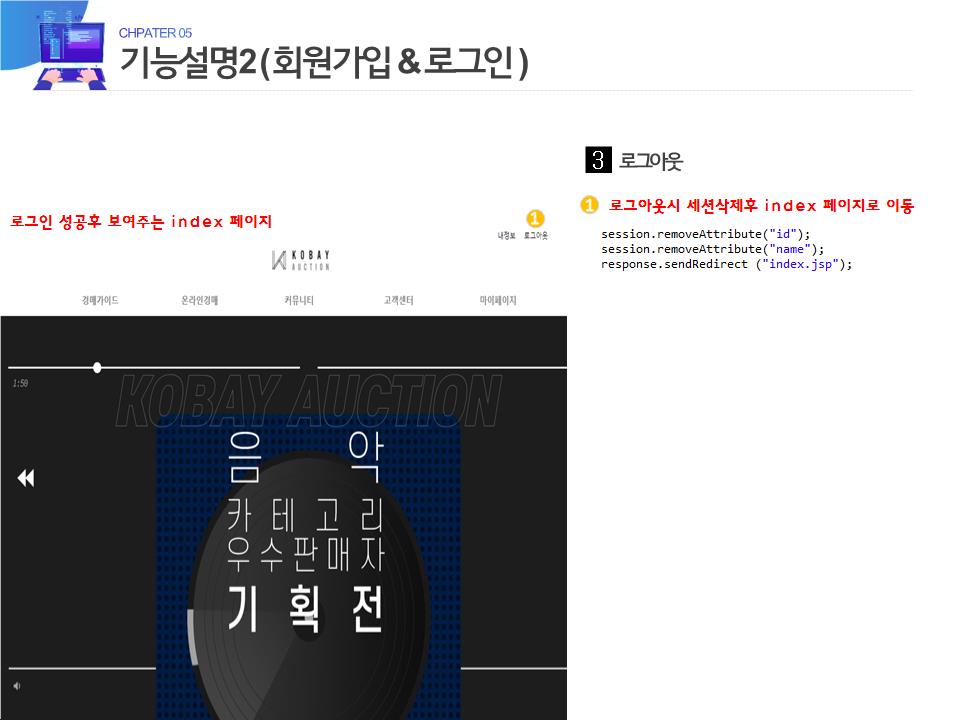 CHPATER 05
기능설명2 ( 회원가입 & 로그인 )
3 로그아웃
1 로그아웃시 세션삭제후 index 페이지로 이동
session.removeAttribute("id");
session.removeAttribute("name");
response.sendRedirect ("index.jsp");
로그인 성공후 보여주는 index 페이지
1
내정보 로그아웃
KOBAY
AUCTION
경매가이드 온라인경매 커뮤니티 고객센터 마이페이지
1:50
KOBAY AUCTION
음 악
카 테 고 리
우 수 판 매 자
기 획 전